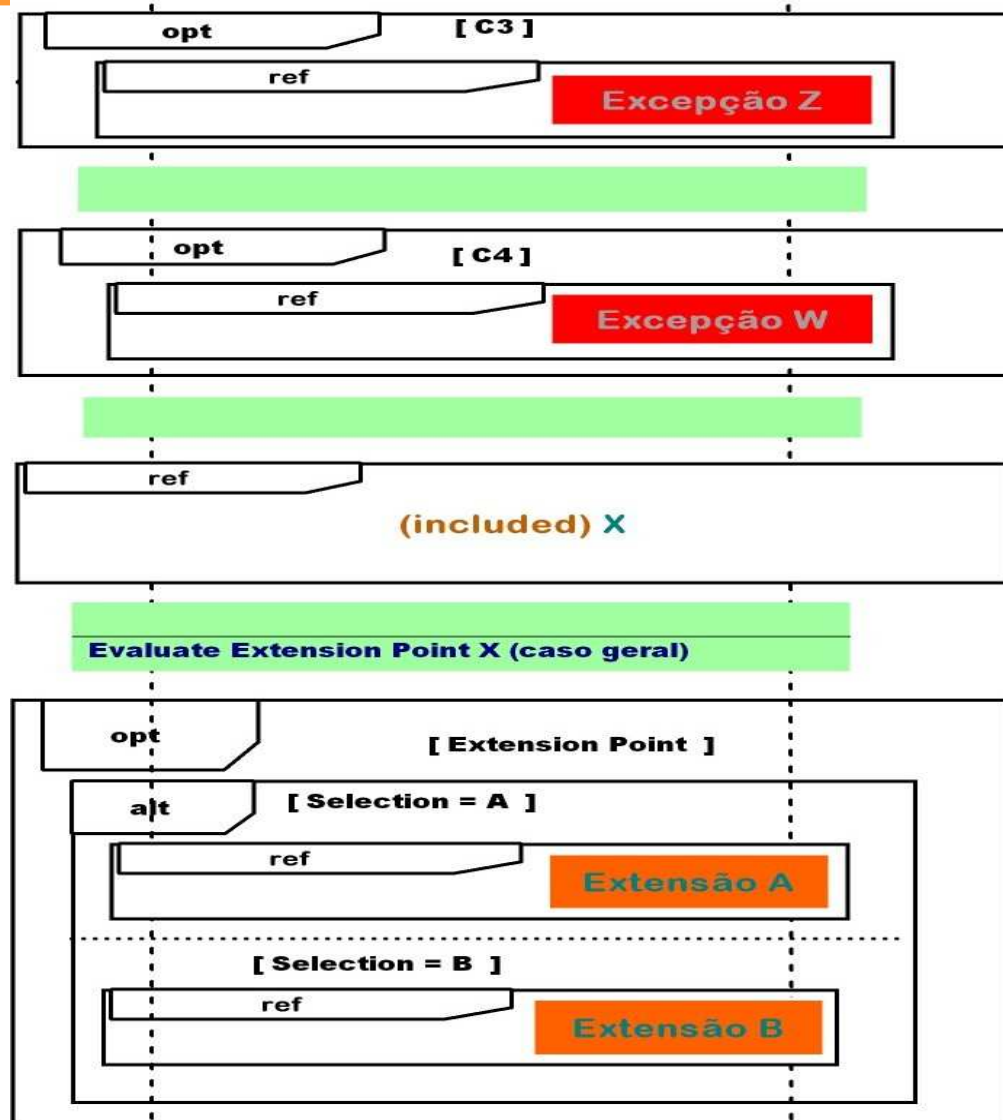 opt [ C3 ]
ref
Excepção Z
opt [ C4 ]
ref
Excepção W
ref
(included) X
Evaluate Extension Point X (caso geral)
opt [ Extension Point ]
alt [ Selection = A ]
ref
Extensão A
[ Selection = B ]
ref
Extensão B